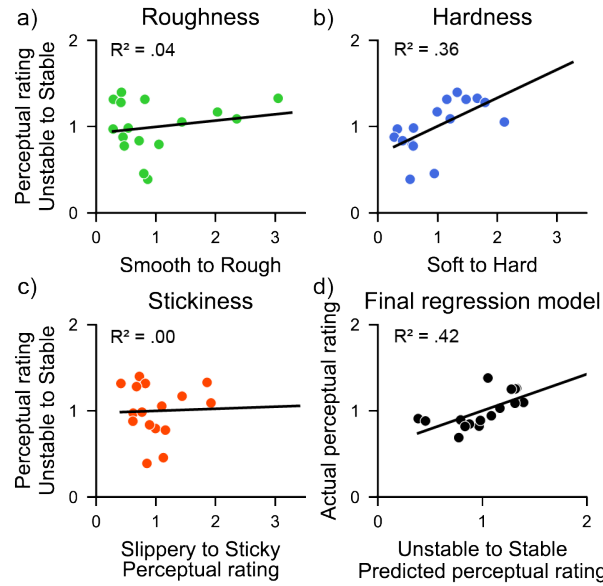 a)
Roughness
R² = .04
2
1
0
0
1
2
3
Perceptual rating
Unstable to Stable
Smooth to Rough
b)
Hardness
R² = .36
2
1
0
0
1
2
3
Soft to Hard
c)
Stickiness
R² = .00
2
1
0
0
1
2
3
Perceptual rating
Unstable to Stable
Slippery to Sticky
Perceptual rating
d)
Final regression model
R² = .42
2
1
0
0
1
2
Actual perceptual rating
Unstable to Stable
Predicted perceptual rating